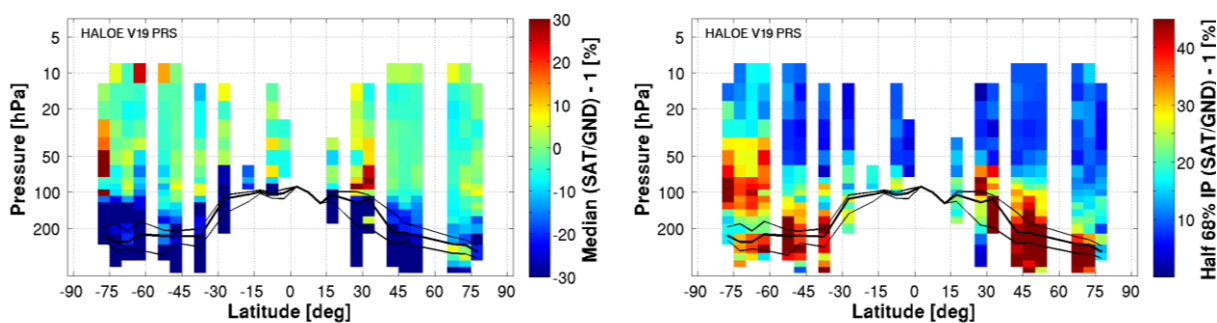 HALOE V19 PRS
5
10
20
50
100
200
Pressure [hPa]
-90 -75 -60 -45 -30 -15 0 15 30 45 60 75 90
Latitude [deg]
30
20
10
0
-10
-20
-30
Median (SAT/GND) - 1 [%]
HALOE V19 PRS
5
10
20
50
100
200
Pressure [hPa]
-90 -75 -60 -45 -30 -15 0 15 30 45 60 75 90
Latitude [deg]
40
30
20
10
Half 68% IP (SAT/GND) - 1 [%]